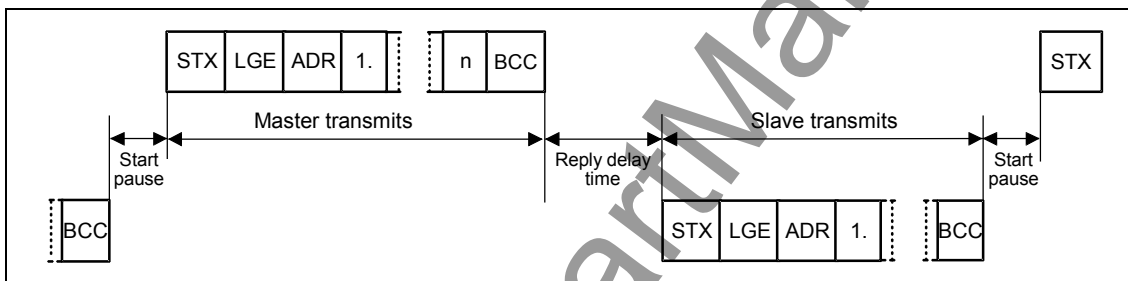 STX LGE ADR 1. n BCC
STX
Master transmits
Slave transmits
Start pause
Reply delay time
Start pause
BCC
STX LGE ADR 1. BCC